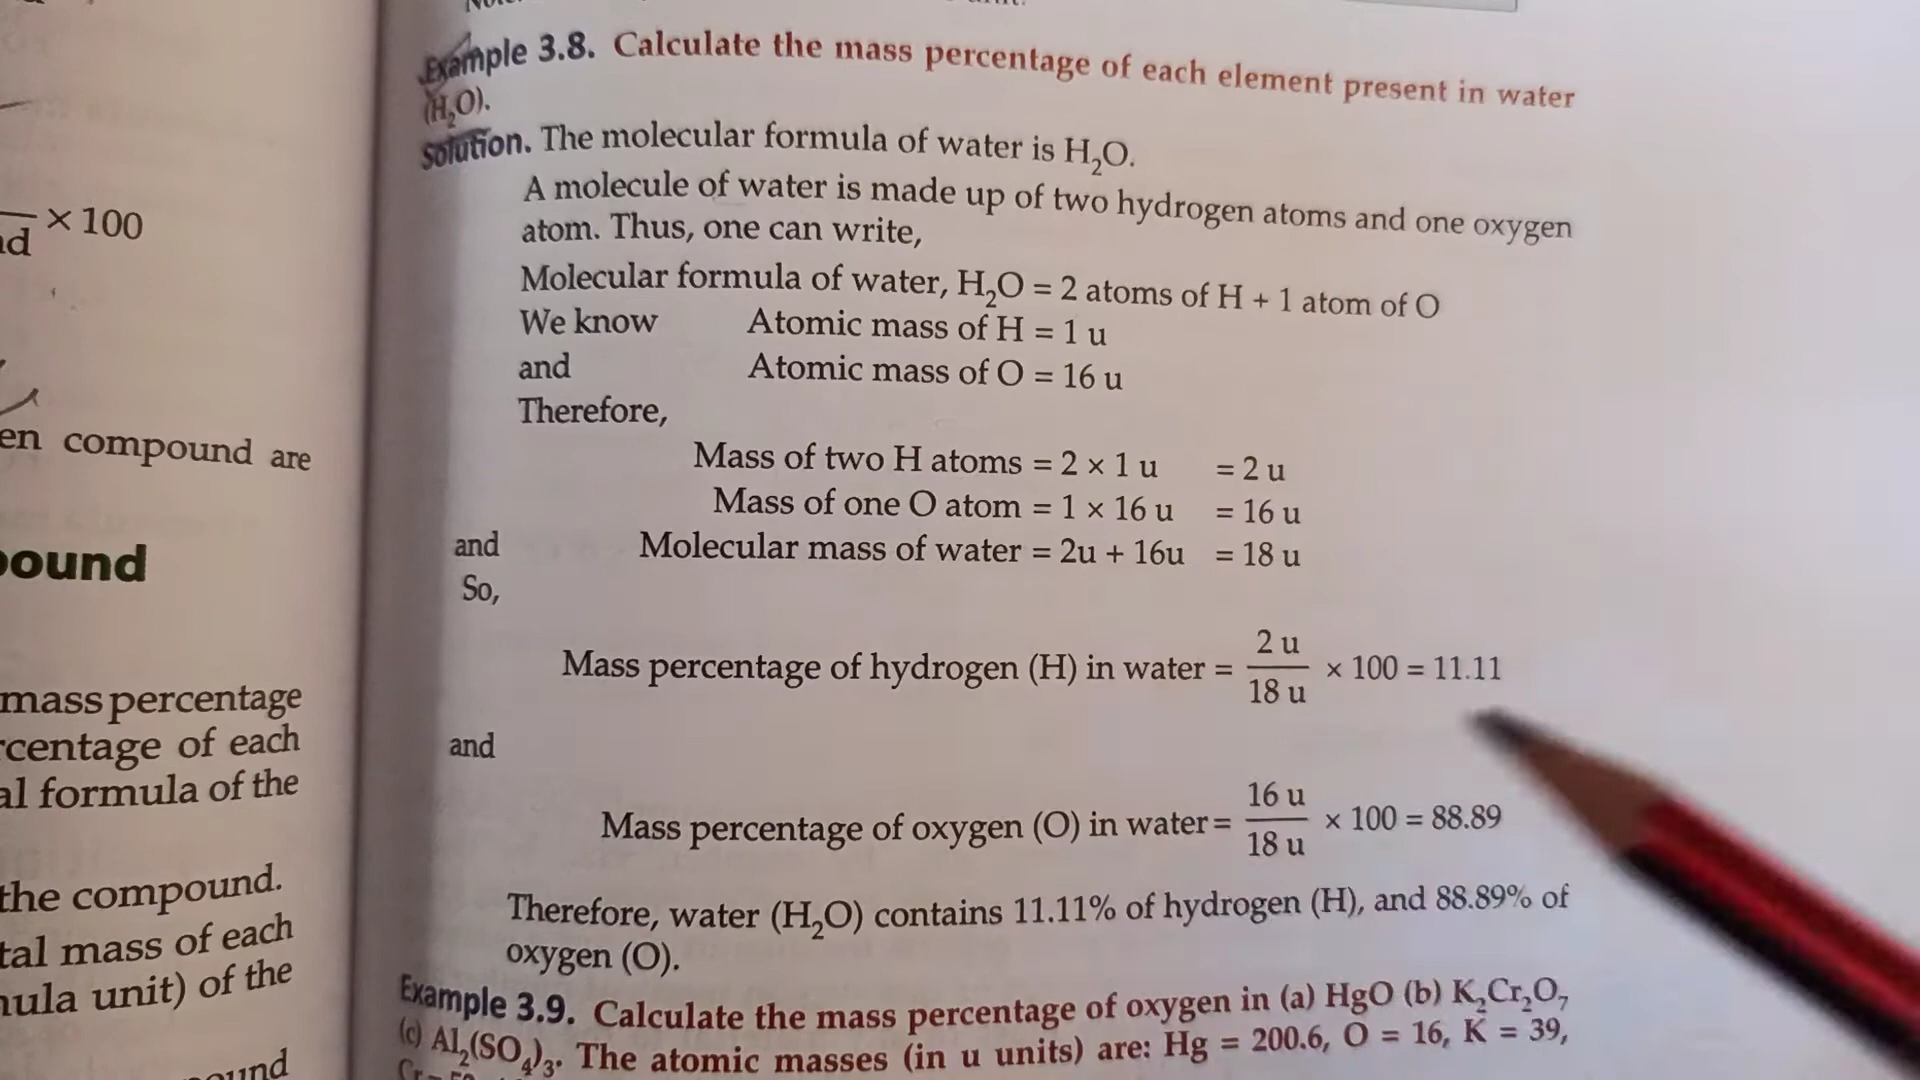 × 100
nd
en compound are
ound
mass percentage
rcentage of each
al formula of the
the compound.
tal mass of each
nula unit) of the
ound
Example 3.8. Calculate the mass percentage of each element present in water
(H₂O).
Solution. The molecular formula of water is H₂O.
A molecule of water is made up of two hydrogen atoms and one oxygen
atom. Thus, one can write,
Molecular formula of water, H₂O = 2 atoms of H + 1 atom of O
We know Atomic mass of H = 1 u
and Atomic mass of O = 16 u
Therefore,
Mass of two H atoms = 2 × 1 u = 2 u
Mass of one O atom = 1 × 16 u = 16 u
and Molecular mass of water = 2u + 16u = 18 u
So,
Mass percentage of hydrogen (H) in water = 2 u / 18 u × 100 = 11.11
and
Mass percentage of oxygen (O) in water = 16 u / 18 u × 100 = 88.89
Therefore, water (H₂O) contains 11.11% of hydrogen (H), and 88.89% of
oxygen (O).
Example 3.9. Calculate the mass percentage of oxygen in (a) HgO (b) K₂Cr₂O₇
(c) Al₂(SO₄)₃. The atomic masses (in u units) are: Hg = 200.6, O = 16, K = 39,